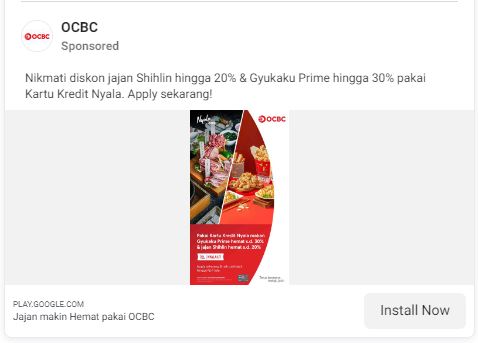 OCBC
OCBC
Sponsored
Nikmati diskon jajan Shihlin hingga 20% & Gyukaku Prime hingga 30% pakai
Kartu Kredit Nyala. Apply sekarang!
Nyala
OCBC
Pakai Kartu Kredit Nyala makan
Gyukaku Prime hemat s.d. 30%
& jajan Shihlin hemat s.d. 20%
PLAY.GOOGLE.COM
Jajan makin Hemat pakai OCBC
Install Now